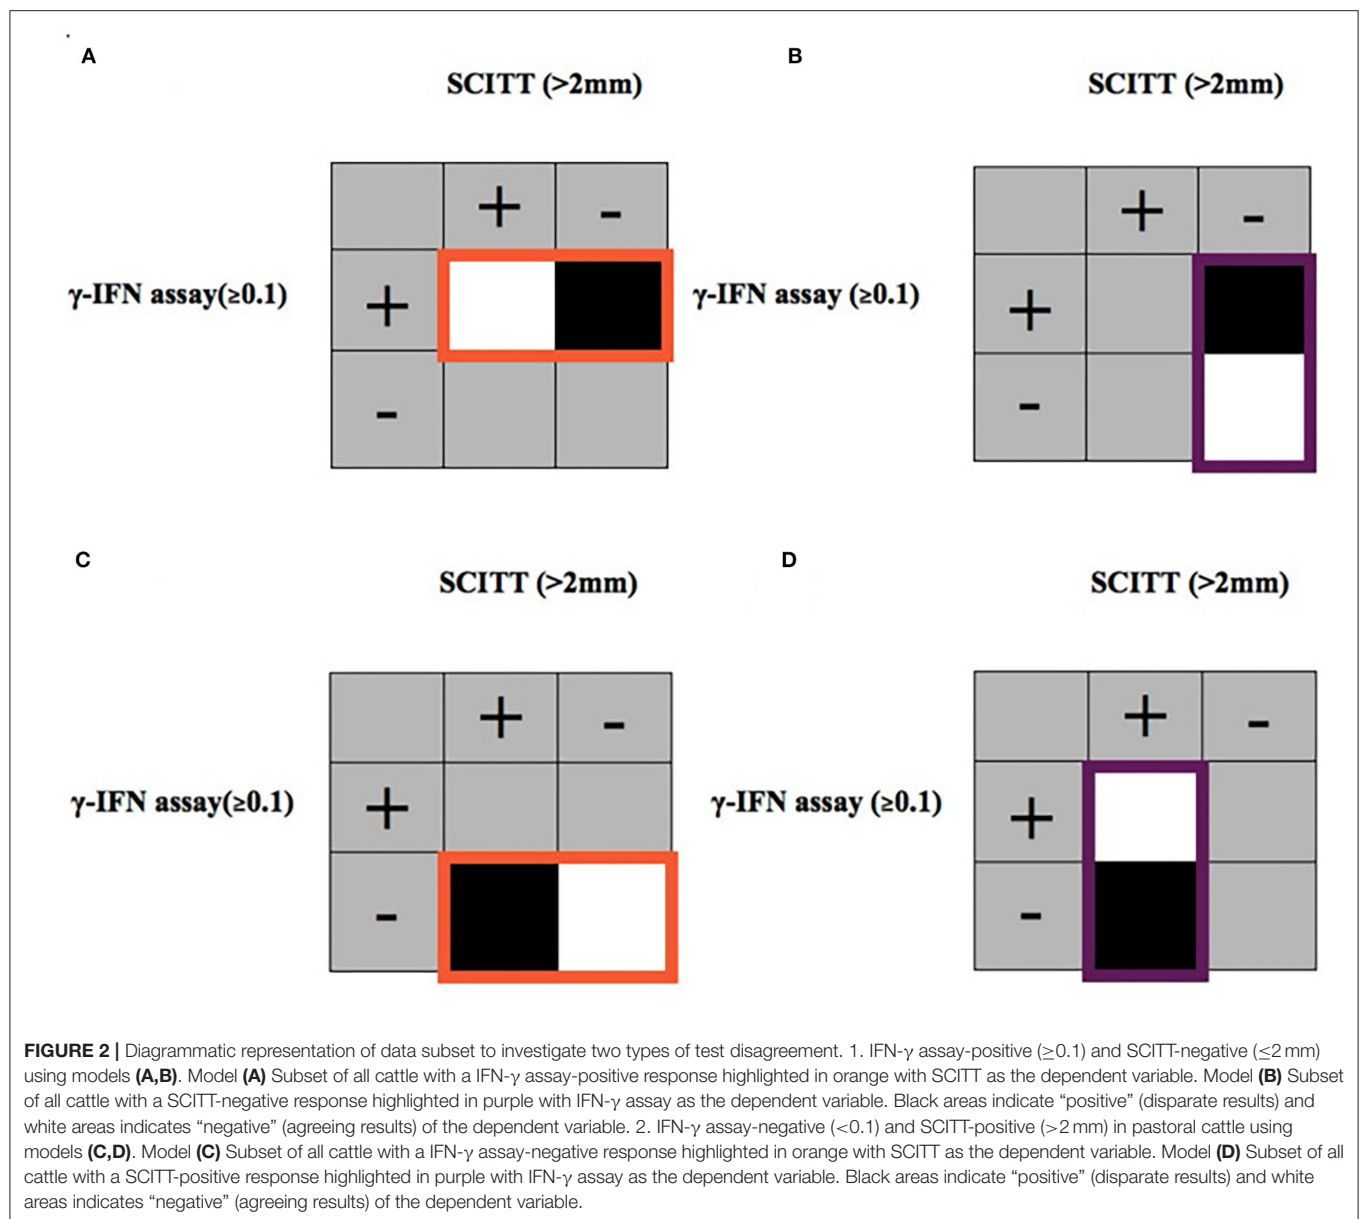 A
SCITT (>2mm)
+ -
γ-IFN assay(≥0.1)
+
-
B
SCITT (>2mm)
+ -
γ-IFN assay (≥0.1)
+
-
C
SCITT (>2mm)
+ -
γ-IFN assay(≥0.1)
+
-
D
SCITT (>2mm)
+ -
γ-IFN assay (≥0.1)
+
-
FIGURE 2 | Diagrammatic representation of data subset to investigate two types of test disagreement. 1. IFN-γ assay-positive (≥0.1) and SCITT-negative (≤2 mm)
using models (A,B). Model (A) Subset of all cattle with a IFN-γ assay-positive response highlighted in orange with SCITT as the dependent variable. Model (B) Subset
of all cattle with a SCITT-negative response highlighted in purple with IFN-γ assay as the dependent variable. Black areas indicate “positive” (disparate results) and
white areas indicates “negative” (agreeing results) of the dependent variable. 2. IFN-γ assay-negative (<0.1) and SCITT-positive (>2 mm) in pastoral cattle using
models (C,D). Model (C) Subset of all cattle with a IFN-γ assay-negative response highlighted in orange with SCITT as the dependent variable. Model (D) Subset of all
cattle with a SCITT-positive response highlighted in purple with IFN-γ assay as the dependent variable. Black areas indicate “positive” (disparate results) and white
areas indicates “negative” (agreeing results) of the dependent variable.